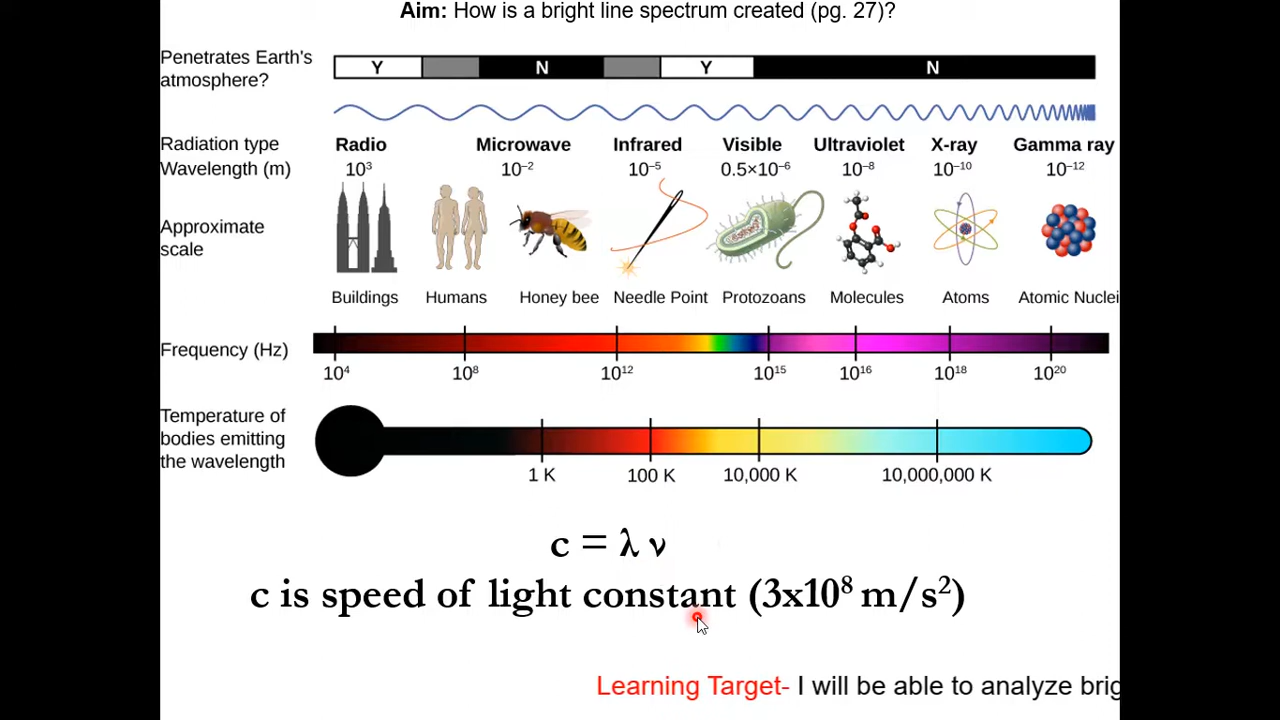 Aim: How is a bright line spectrum created (pg. 27)?
Penetrates Earth's
atmosphere?
Y N Y N
Radiation type Radio Microwave Infrared Visible Ultraviolet X-ray Gamma ray
Wavelength (m) 10³ 10⁻² 10⁻⁵ 0.5×10⁻⁶ 10⁻⁸ 10⁻¹⁰ 10⁻¹²
Approximate
scale
Buildings Humans Honey bee Needle Point Protozoans Molecules Atoms Atomic Nuclei
Frequency (Hz)
10⁴ 10⁸ 10¹² 10¹⁵ 10¹⁶ 10¹⁸ 10²⁰
Temperature of
bodies emitting
the wavelength
1 K 100 K 10,000 K 10,000,000 K
c = λ ν
c is speed of light constant (3x10⁸ m/s²)
Learning Target- I will be able to analyze brig